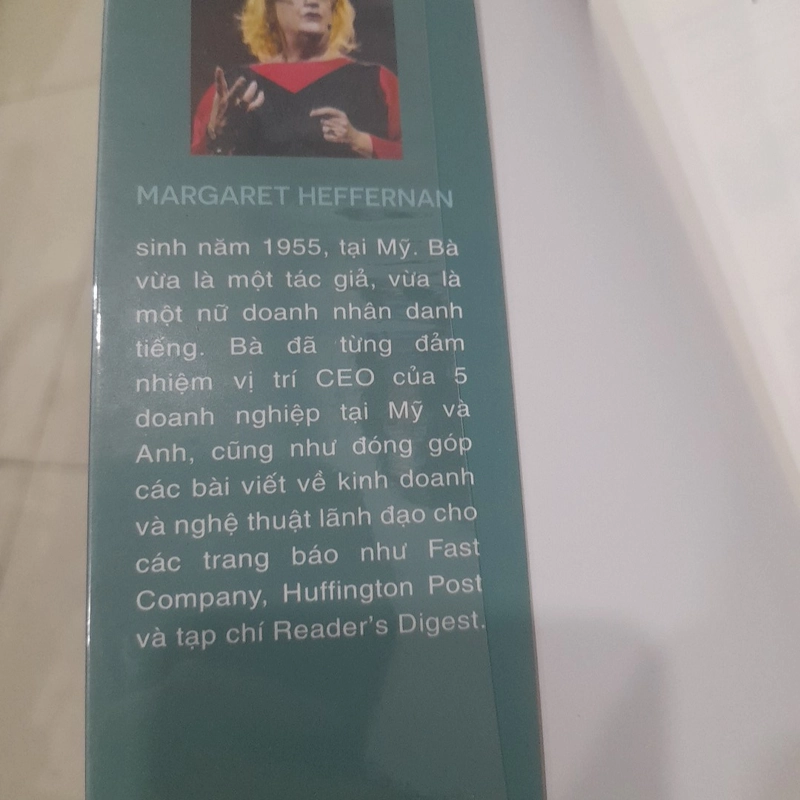 MARGARET HEFFERNAN
sinh năm 1955, tại Mỹ. Bà
vừa là một tác giả, vừa là
một nữ doanh nhân danh
tiếng. Bà đã từng đảm
nhiệm vị trí CEO của 5
doanh nghiệp tại Mỹ và
Anh, cũng như đóng góp
các bài viết về kinh doanh
và nghệ thuật lãnh đạo cho
các trang báo như Fast
Company, Huffington Post
và tạp chí Reader's Digest.